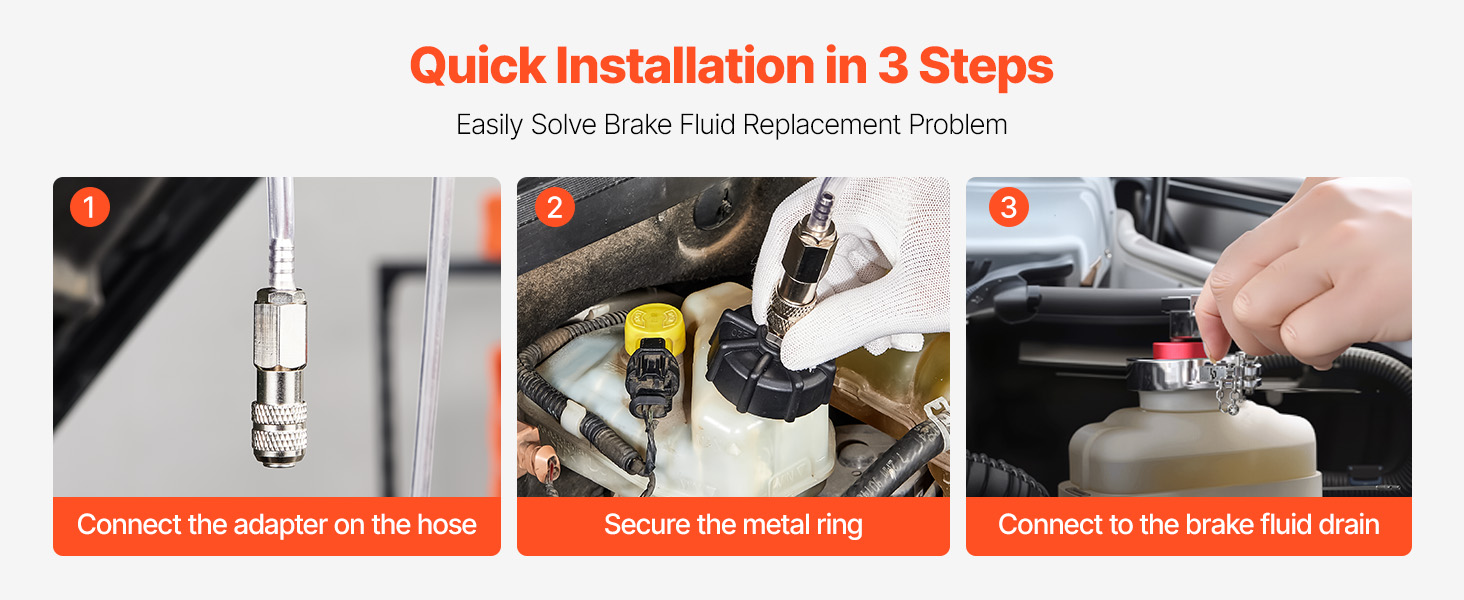 Quick Installation in 3 Steps
Easily Solve Brake Fluid Replacement Problem
1
2
3
Connect the adapter on the hose
Secure the metal ring
Connect to the brake fluid drain